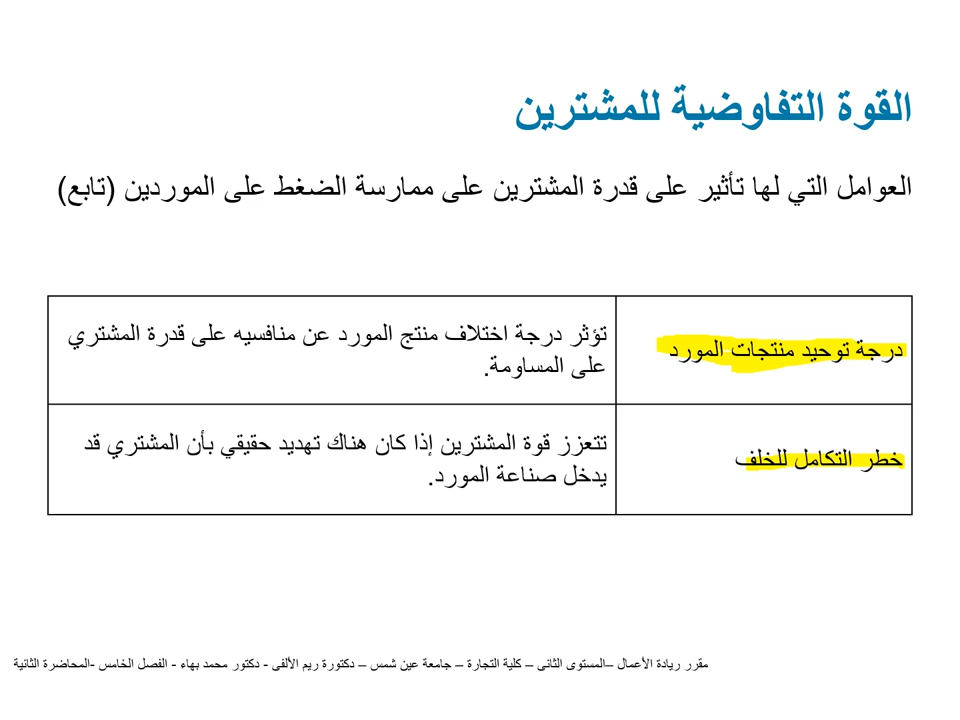 القوة التفاوضية للمشترين
العوامل التي لها تأثير على قدرة المشترين على ممارسة الضغط على الموردين (تابع)
درجة توحيد منتجات المورد
تؤثر درجة اختلاف منتج المورد عن منافسيه على قدرة المشتري
على المساومة.
خطر التكامل للخلف
تتعزز قوة المشترين إذا كان هناك تهديد حقيقي بأن المشتري قد
يدخل صناعة المورد.
مقرر ريادة الأعمال –المستوى الثانى – كلية التجارة – جامعة عين شمس – دكتورة ريم الألفى - دكتور محمد بهاء - الفصل الخامس -المحاضرة الثانية